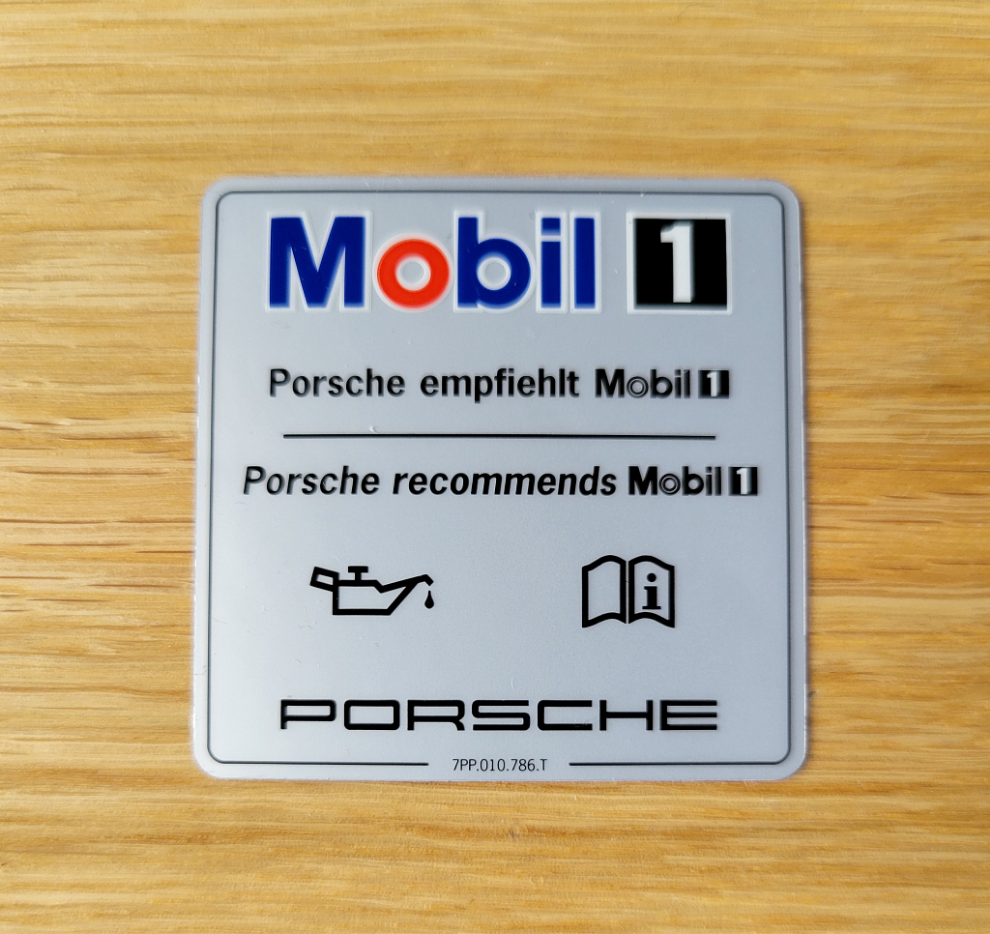 Mobil 1
Porsche empfiehlt Mobil 1
Porsche recommends Mobil 1
i
PORSCHE
7PP.010.786.T